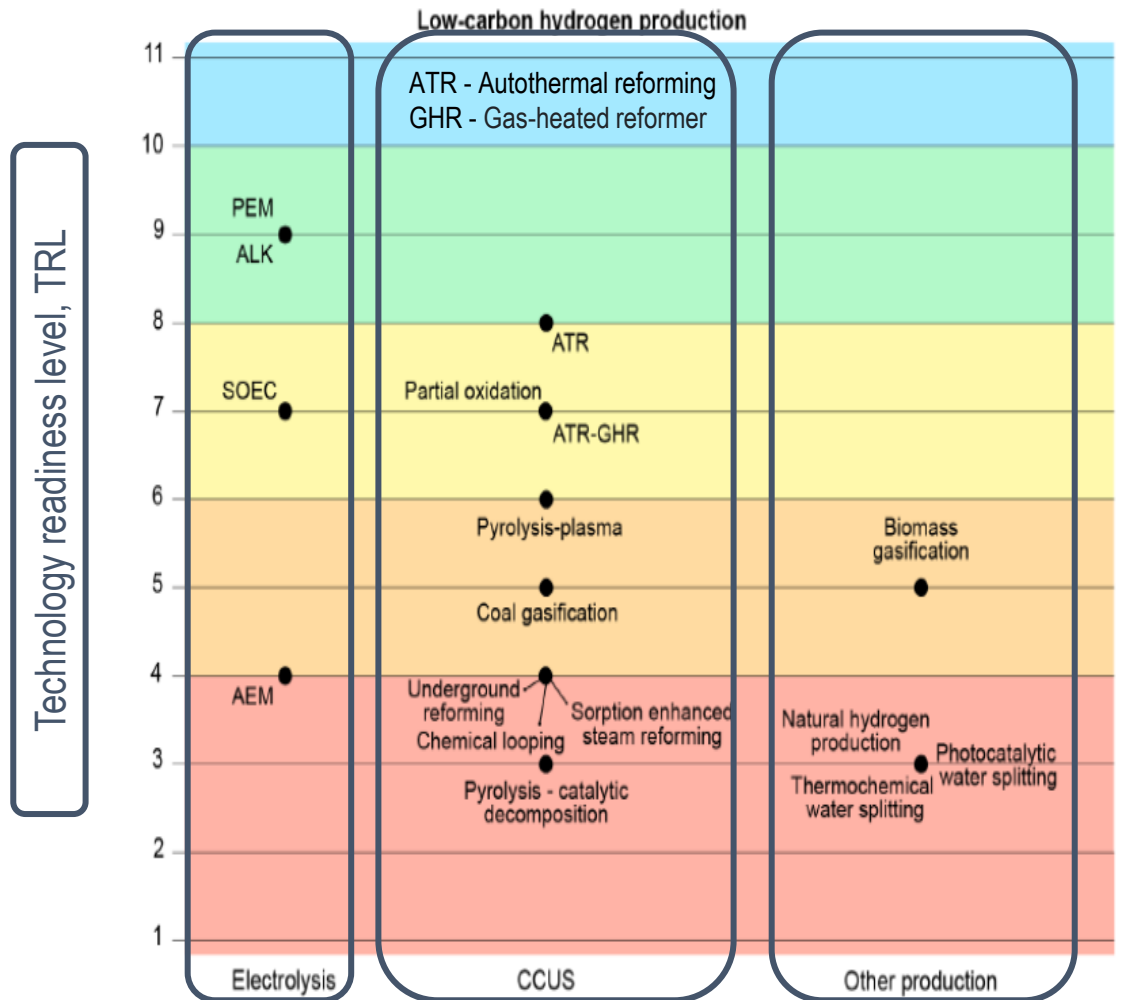 Low-carbon hydrogen production
Technology readiness level, TRL
11
10
9
8
7
6
5
4
3
2
1
PEM
ALK
SOEC
AEM
Electrolysis
ATR - Autothermal reforming
GHR - Gas-heated reformer
ATR
Partial oxidation
ATR-GHR
Pyrolysis-plasma
Coal gasification
Underground
reforming
Chemical looping
Sorption enhanced
steam reforming
Pyrolysis - catalytic
decomposition
CCUS
Biomass
gasification
Natural hydrogen
production
Photocatalytic
water splitting
Thermochemical
water splitting
Other production